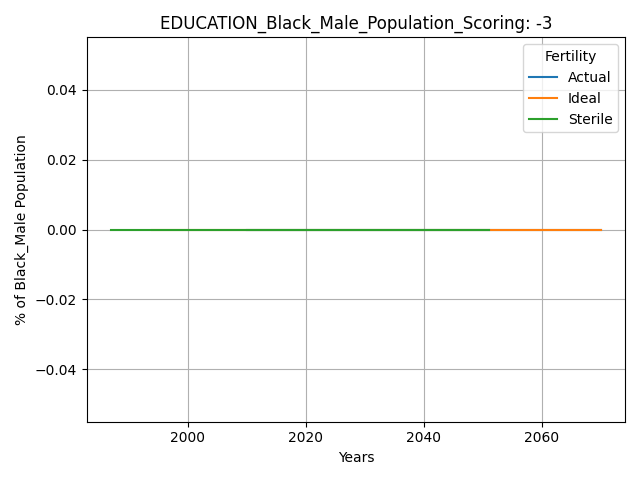 EDUCATION_Black_Male_Population_Scoring: -3
% of Black_Male Population
0.04
0.02
0.00
−0.02
−0.04
Fertility
Actual
Ideal
Sterile
2000
2020
2040
2060
Years